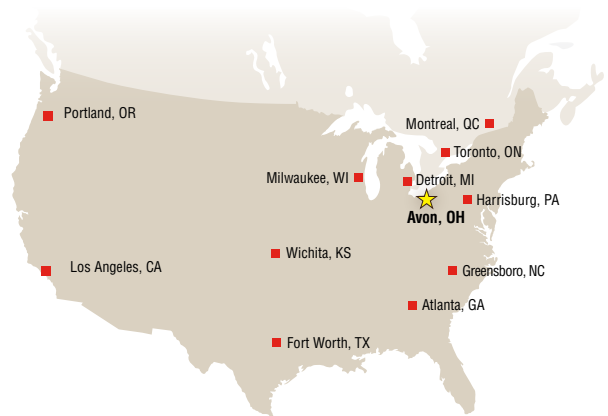 Portland, OR
Montreal, QC
Toronto, ON
Milwaukee, WI
Detroit, MI
Harrisburg, PA
Avon, OH
Wichita, KS
Los Angeles, CA
Greensboro, NC
Atlanta, GA
Fort Worth, TX